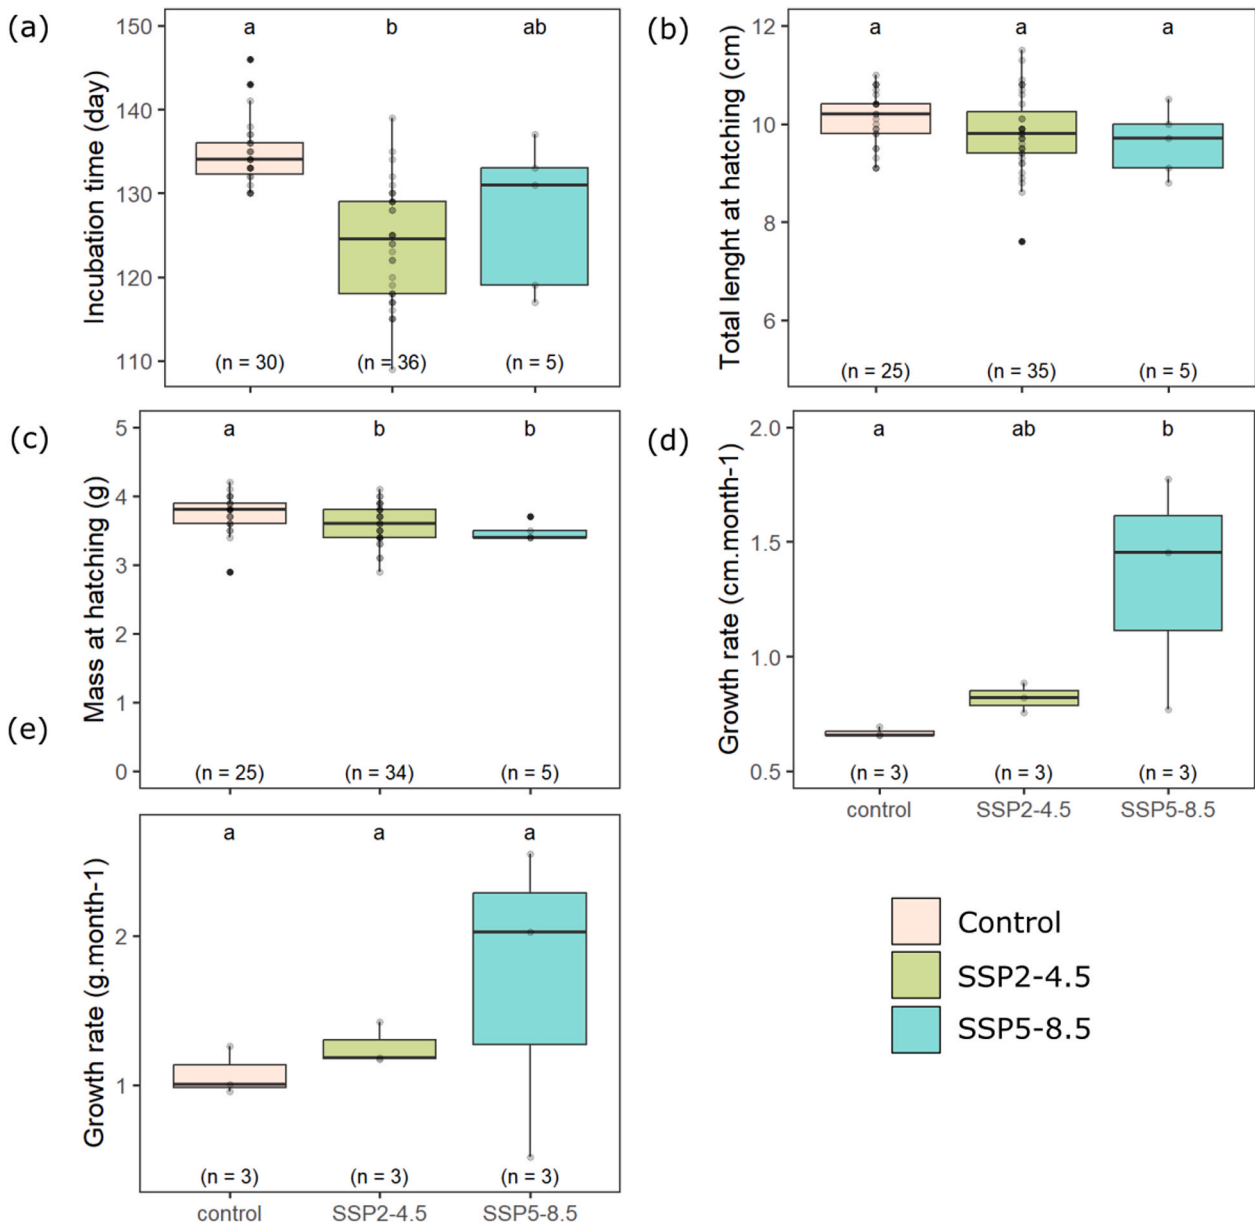 (a)
Incubation time (day)
150
140
130
120
110
a b ab
(n = 30) (n = 36) (n = 5)
(b)
Total lenght at hatching (cm)
12
10
8
6
a a a
(n = 25) (n = 35) (n = 5)
(c)
Mass at hatching (g)
5
4
3
2
1
0
a b b
(n = 25) (n = 34) (n = 5)
(d)
Growth rate (cm.month-1)
2.0
1.5
1.0
0.5
a ab b
(n = 3) (n = 3) (n = 3)
control SSP2-4.5 SSP5-8.5
(e)
Growth rate (g.month-1)
2
1
a a a
(n = 3) (n = 3) (n = 3)
control SSP2-4.5 SSP5-8.5
Control
SSP2-4.5
SSP5-8.5